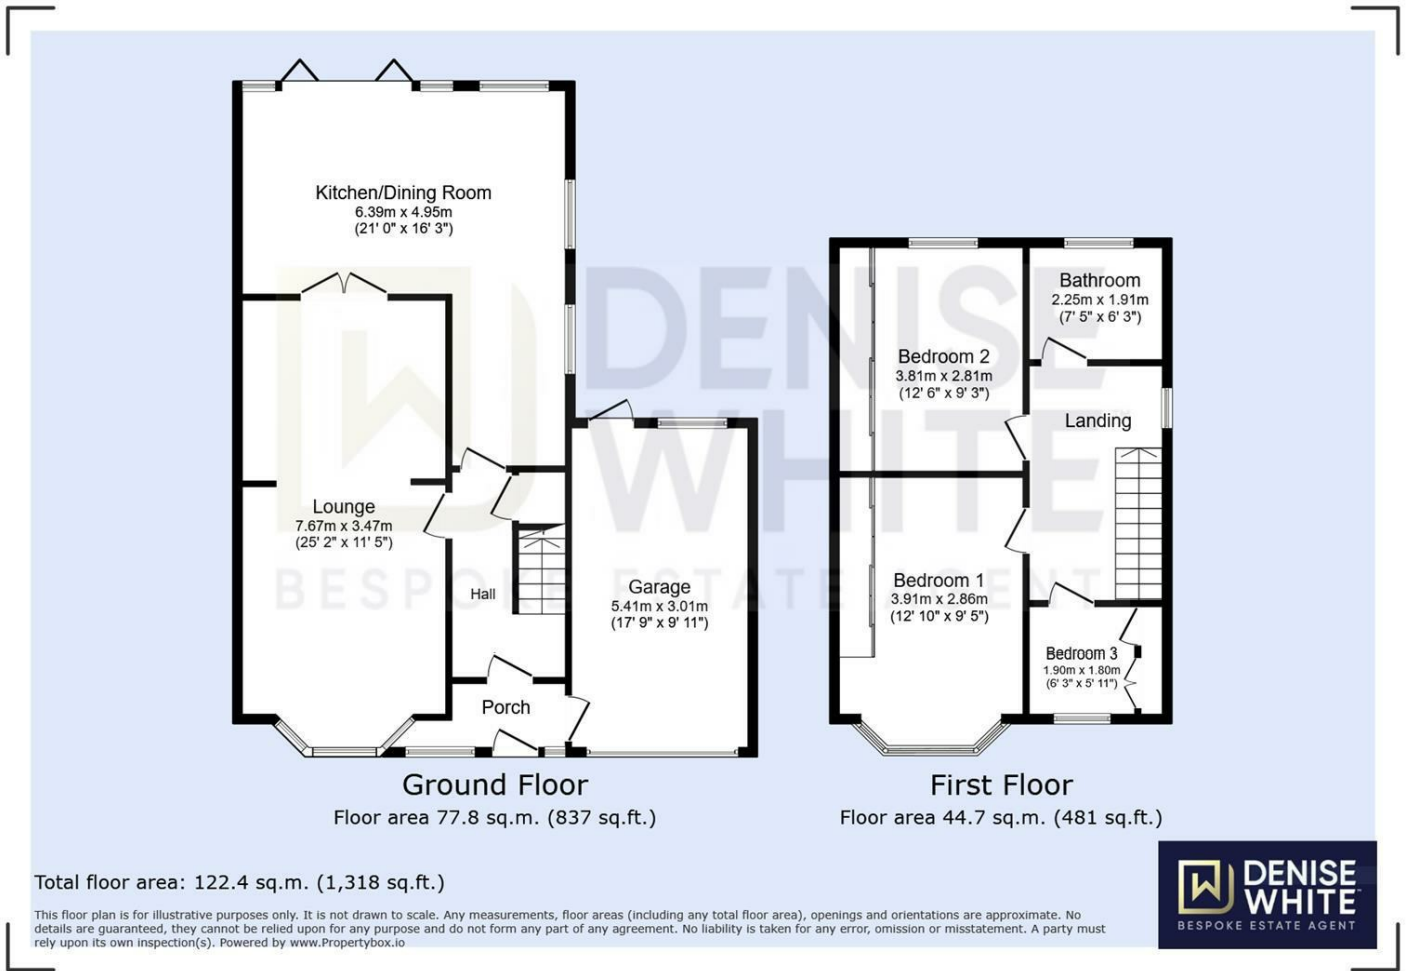 Kitchen/Dining Room
6.39m x 4.95m
(21' 0" x 16' 3")
Lounge
7.67m x 3.47m
(25' 2" x 11' 5")
Hall
Porch
Garage
5.41m x 3.01m
(17' 9" x 9' 11")
Ground Floor
Floor area 77.8 sq.m. (837 sq.ft.)
Bathroom
2.25m x 1.91m
(7' 5" x 6' 3")
Bedroom 2
3.81m x 2.81m
(12' 6" x 9' 3")
Landing
Bedroom 1
3.91m x 2.86m
(12' 10" x 9' 5")
Bedroom 3
1.90m x 1.80m
(6' 3" x 5' 11")
First Floor
Floor area 44.7 sq.m. (481 sq.ft.)
DENISE
WHITE
BESPOKE ESTATE AGENT
Total floor area: 122.4 sq.m. (1,318 sq.ft.)
This floor plan is for illustrative purposes only. It is not drawn to scale. Any measurements, floor areas (including any total floor area), openings and orientations are approximate. No
details are guaranteed, they cannot be relied upon for any purpose and do not form any part of any agreement. No liability is taken for any error, omission or misstatement. A party must
rely upon its own inspection(s). Powered by www.Propertybox.io
DENISE
WHITE™
BESPOKE ESTATE AGENT